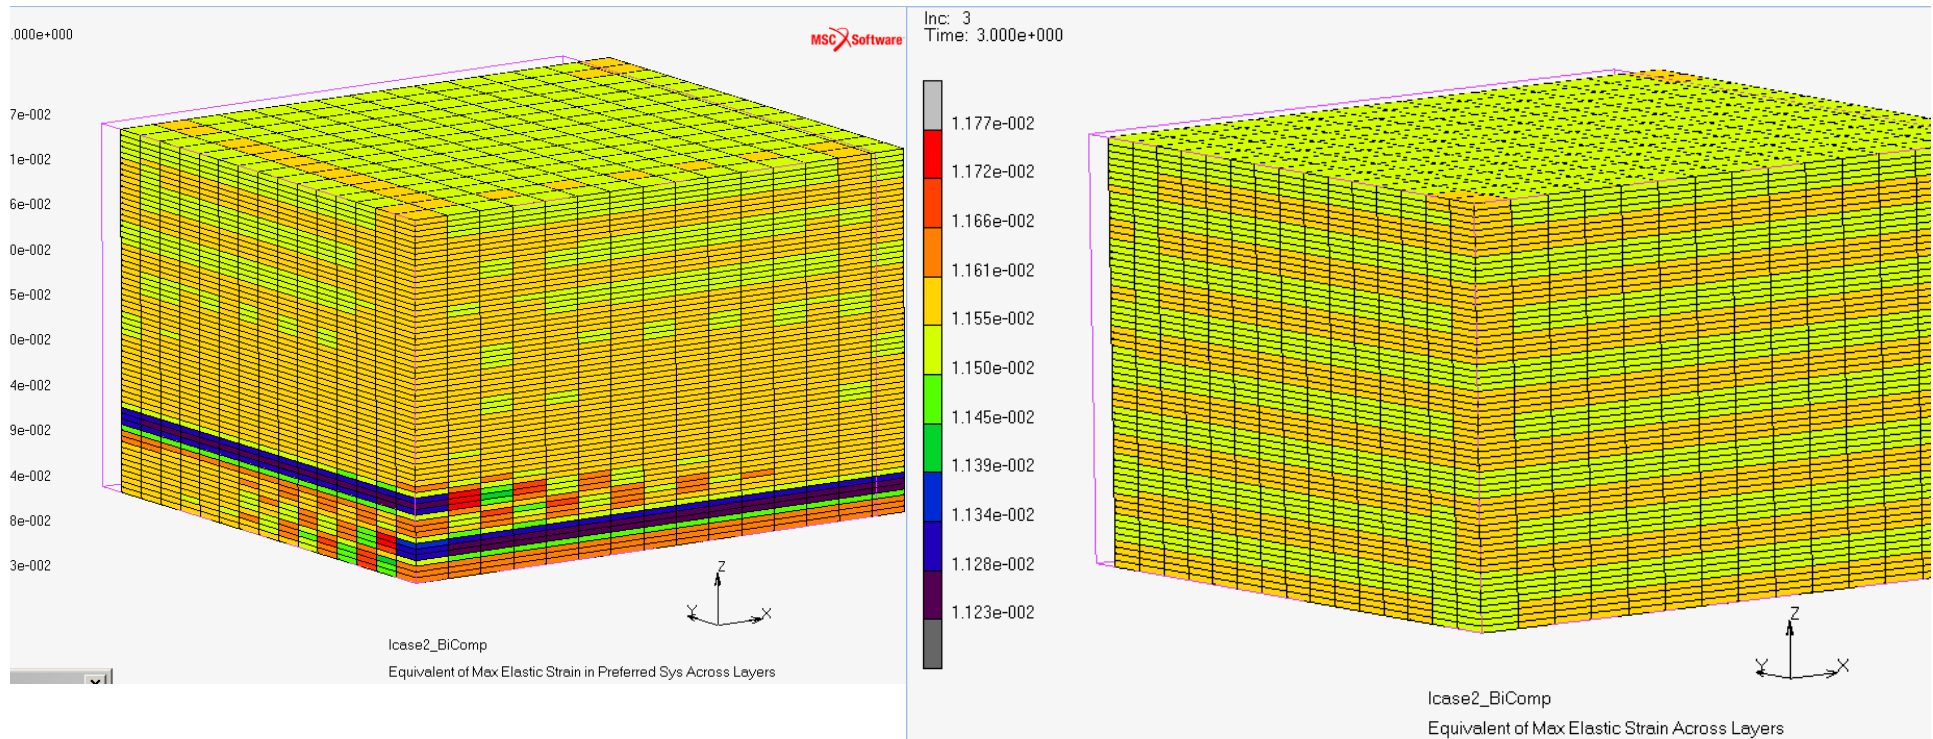 .000e+000
MSC Software
7e-002
1e-002
6e-002
0e-002
5e-002
0e-002
4e-002
9e-002
4e-002
8e-002
3e-002
Z
Y
X
lcase2_BiComp
Equivalent of Max Elastic Strain in Preferred Sys Across Layers
Inc: 3
Time: 3.000e+000
1.177e-002
1.172e-002
1.166e-002
1.161e-002
1.155e-002
1.150e-002
1.145e-002
1.139e-002
1.134e-002
1.128e-002
1.123e-002
Z
Y
X
lcase2_BiComp
Equivalent of Max Elastic Strain Across Layers